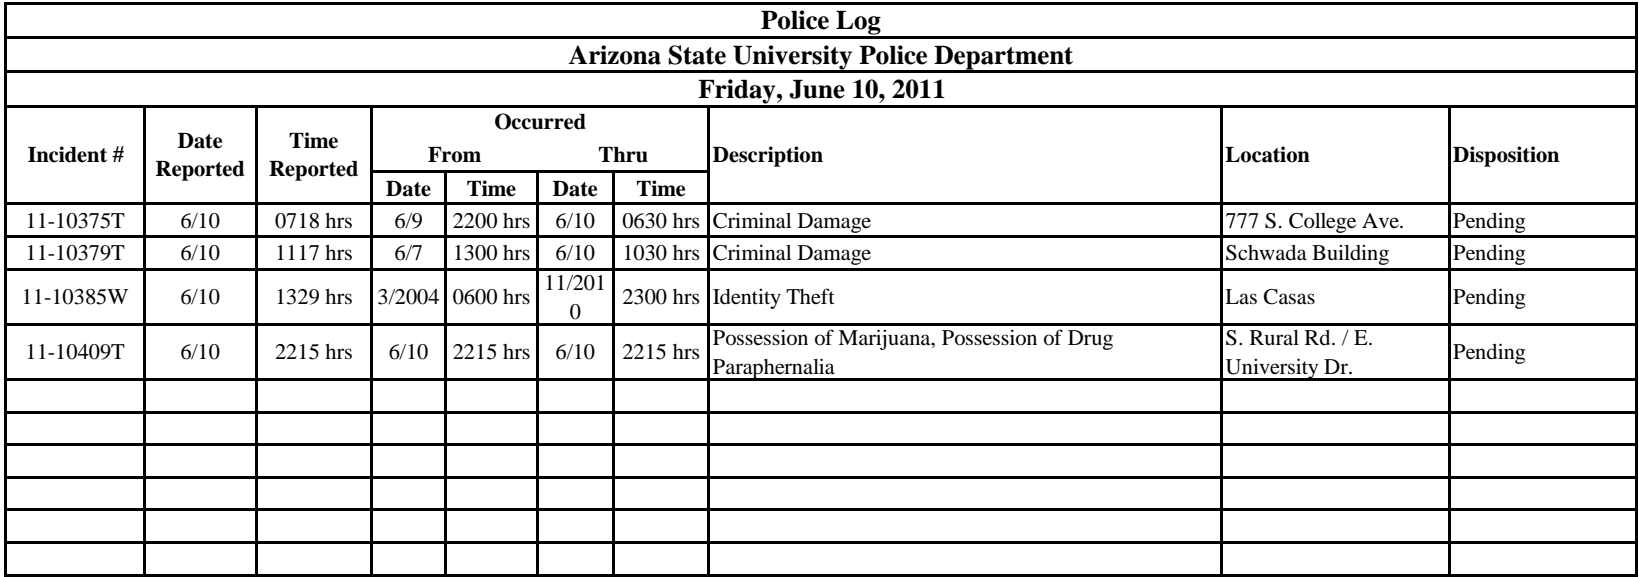 Police Log
Arizona State University Police Department
Friday, June 10, 2011
Incident # Date Reported Time Reported Occurred From Thru Description Location Disposition
Date Time Date Time
11-10375T 6/10 0718 hrs 6/9 2200 hrs 6/10 0630 hrs Criminal Damage 777 S. College Ave. Pending
11-10379T 6/10 1117 hrs 6/7 1300 hrs 6/10 1030 hrs Criminal Damage Schwada Building Pending
11-10385W 6/10 1329 hrs 3/2004 0600 hrs 11/2010 2300 hrs Identity Theft Las Casas Pending
11-10409T 6/10 2215 hrs 6/10 2215 hrs 6/10 2215 hrs Possession of Marijuana, Possession of Drug Paraphernalia S. Rural Rd. / E. University Dr. Pending